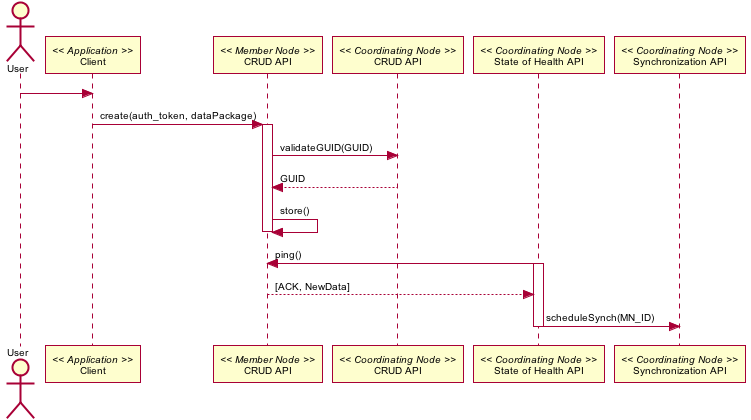 << Application >>
Client
<< Member Node >>
CRUD API
<< Coordinating Node >>
CRUD API
<< Coordinating Node >>
State of Health API
<< Coordinating Node >>
Synchronization API
User
create(auth_token, dataPackage)
validateGUID(GUID)
GUID
store()
ping()
[ACK, NewData]
scheduleSynch(MN_ID)
User
<< Application >>
Client
<< Member Node >>
CRUD API
<< Coordinating Node >>
CRUD API
<< Coordinating Node >>
State of Health API
<< Coordinating Node >>
Synchronization API